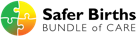 Safer Births
BUNDLE of CARE